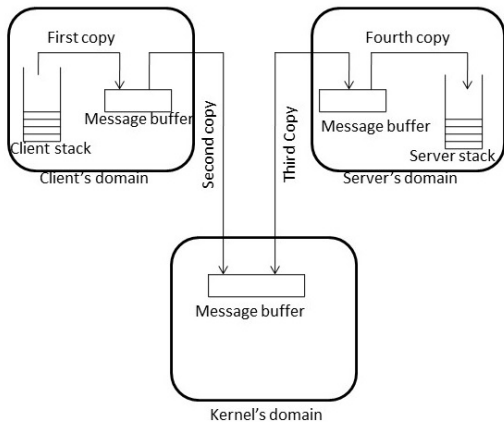 First copy
Fourth copy
Message buffer
Client stack
Client's domain
Second copy
Third Copy
Message buffer
Server stack
Server's domain
Message buffer
Kernel's domain